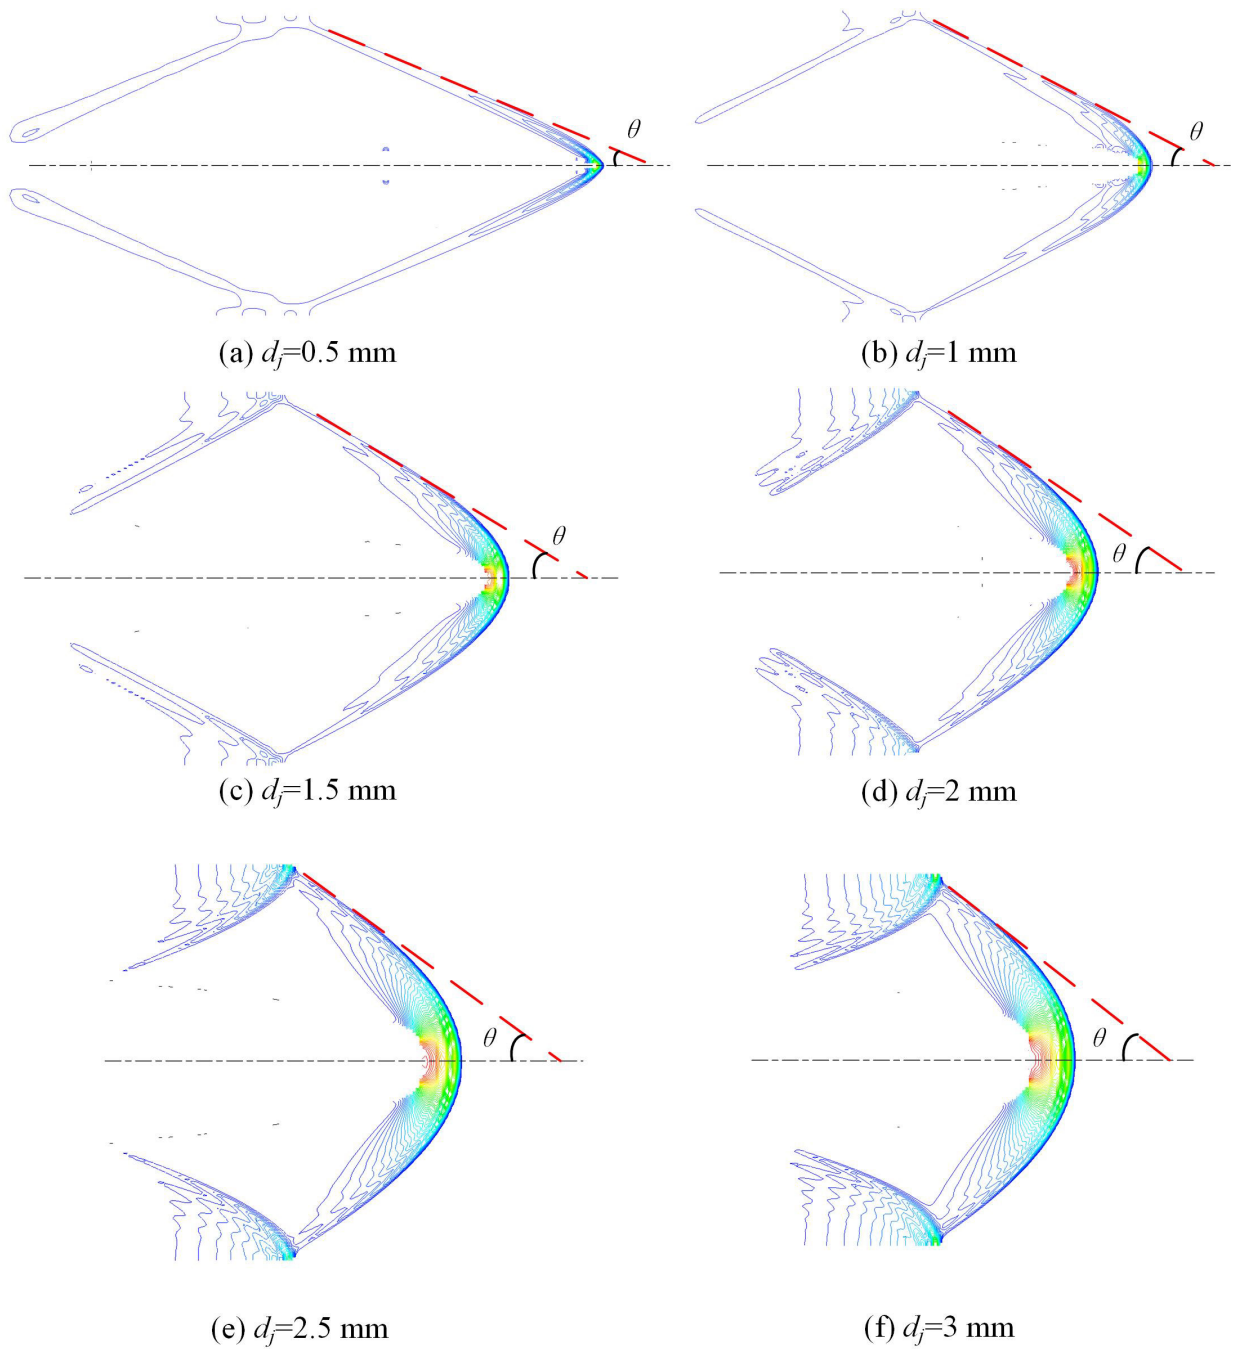 θ
θ
(a) dj=0.5 mm
(b) dj=1 mm
θ
θ
(c) dj=1.5 mm
(d) dj=2 mm
θ
θ
(e) dj=2.5 mm
(f) dj=3 mm